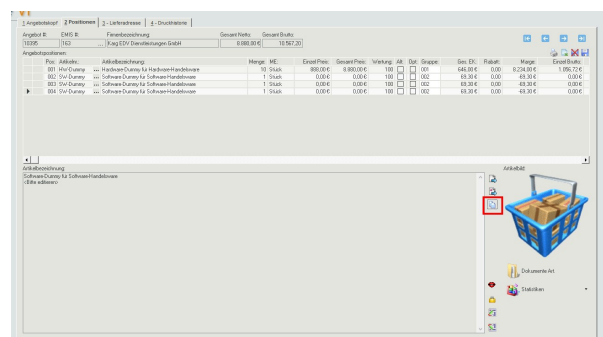 1 Angebotskopf 2 Positionen 3 - Lieferadresse 4 - Druckhistorie
Angebot #: EMIS #: Firmenbezeichnung: Gesamt Netto: Gesamt Brutto:
10395 163 ... Karg EDV Dienstleistungen GmbH 8.880,00 € 10.567,20
Angebotspositionen:
Pos: Artikelnr.: Artikelbezeichnung: Menge: ME: Einzel Preis: Gesamt Preis: Wertung: Alt: Opt: Gruppe: Ges. EK: Rabatt: Marge: Einzel Brutto:
001 HW-Dummy ... Hardware-Dummy für Hardware-Handelsware 10 Stück 888,00 € 8.880,00 € 100 001 646,00 € 0,00 8.234,00 € 1.056,72 €
002 SW-Dummy ... Software-Dummy für Software-Handelsware 1 Stück 0,00 € 0,00 € 100 002 69,30 € 0,00 -69,30 € 0,00 €
003 SW-Dummy ... Software-Dummy für Software-Handelsware 1 Stück 0,00 € 0,00 € 100 002 69,30 € 0,00 -69,30 € 0,00 €
004 SW-Dummy ... Software-Dummy für Software-Handelsware 1 Stück 0,00 € 0,00 € 100 002 69,30 € 0,00 -69,30 € 0,00 €
Artikelbezeichnung: Artikelbild:
Software-Dummy für Software-Handelsware
<Bitte editieren>
Dokumente Art
Statistiken